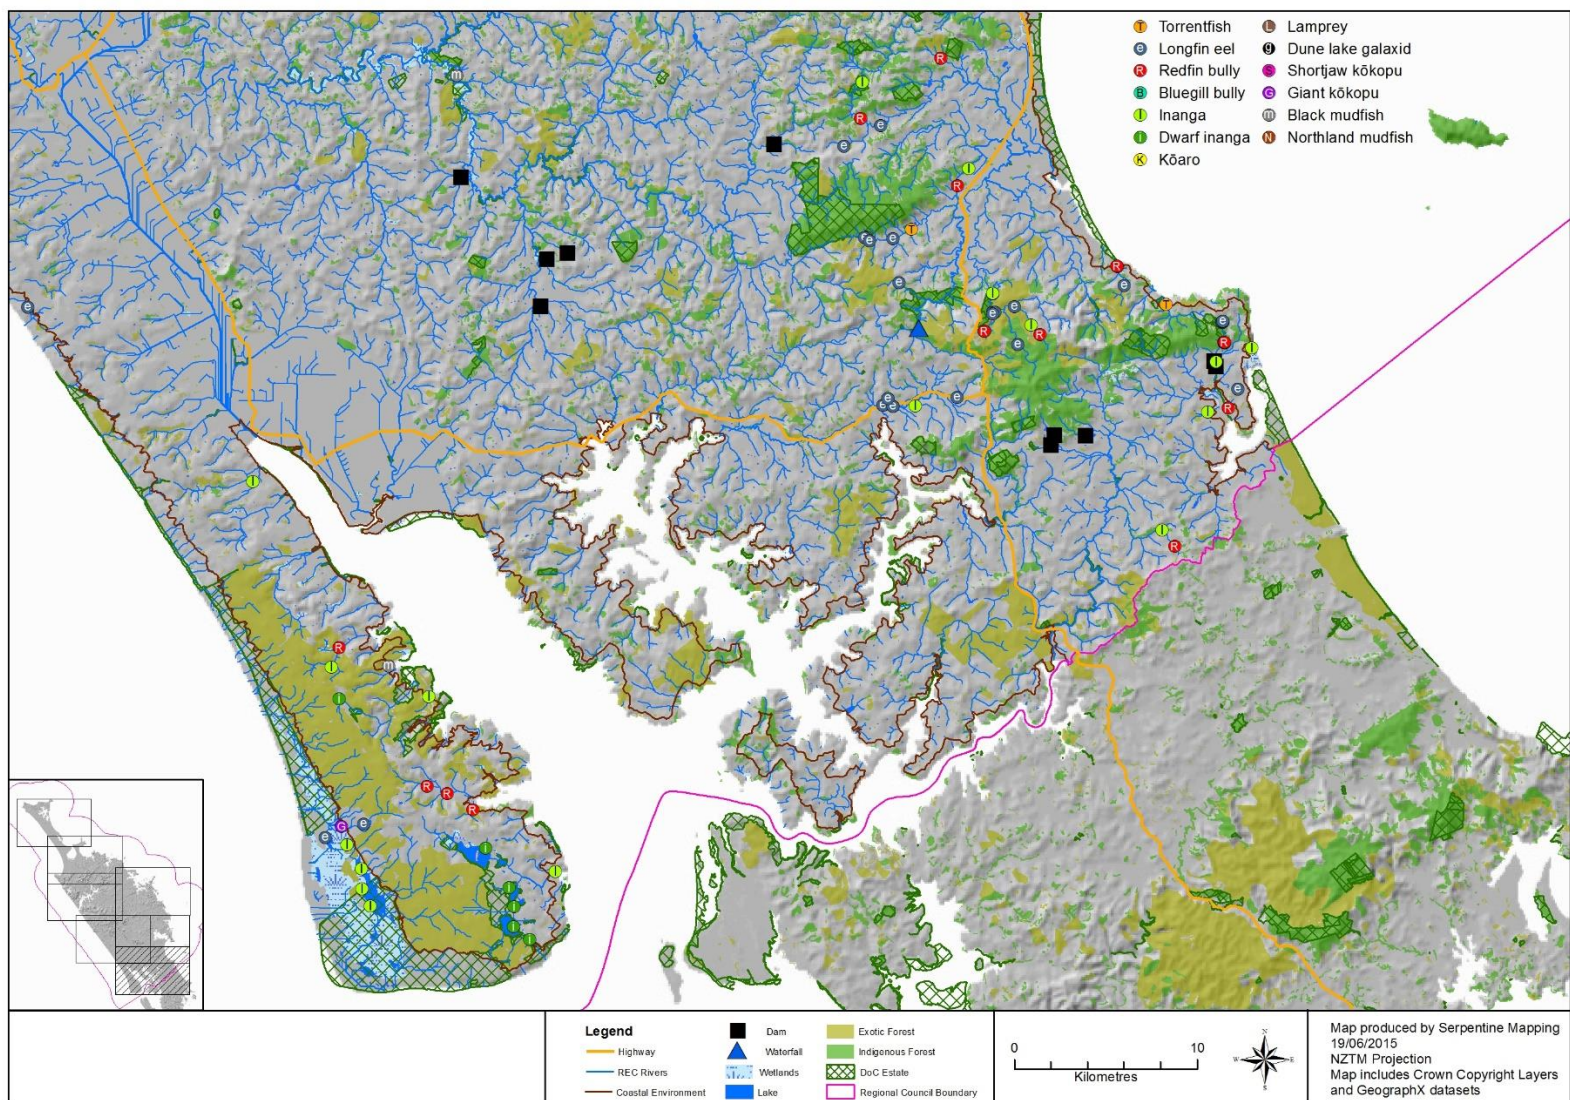 T Torrentfish
e Longfin eel
R Redfin bully
B Bluegill bully
I Inanga
i Dwarf inanga
K Kōaro
L Lamprey
g Dune lake galaxid
S Shortjaw kōkopu
G Giant kōkopu
m Black mudfish
N Northland mudfish
Legend
Highway
REC Rivers
Coastal Environment
Dam
Waterfall
Wetlands
Lake
Exotic Forest
Indigenous Forest
DoC Estate
Regional Council Boundary
0 10
Kilometres
N
W E
S
Map produced by Serpentine Mapping
19/06/2015
NZTM Projection
Map includes Crown Copyright Layers
and GeographX datasets